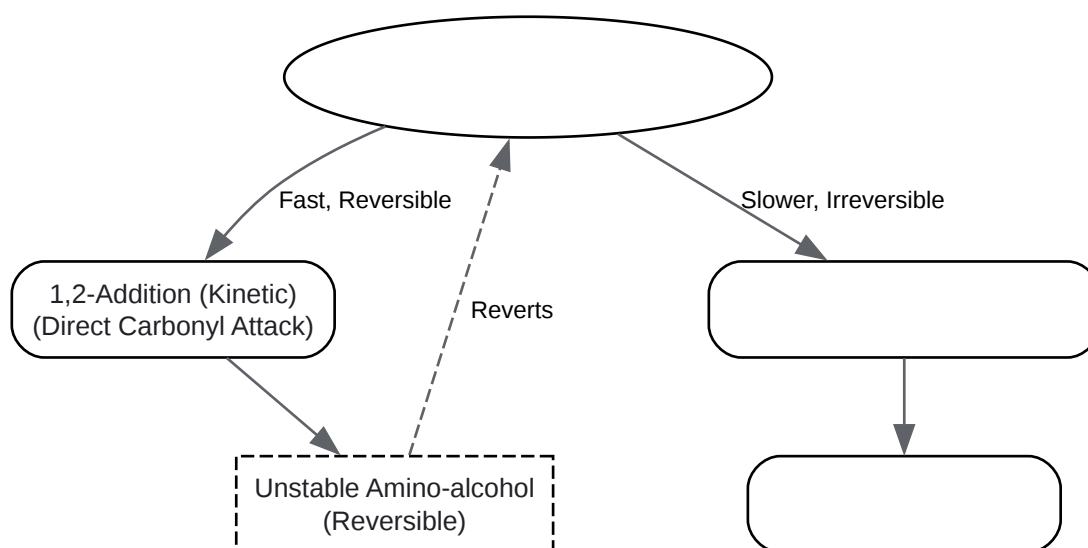 Fast, Reversible
Slower, Irreversible
1,2-Addition (Kinetic)
(Direct Carbonyl Attack)
Reverts
Unstable Amino-alcohol
(Reversible)